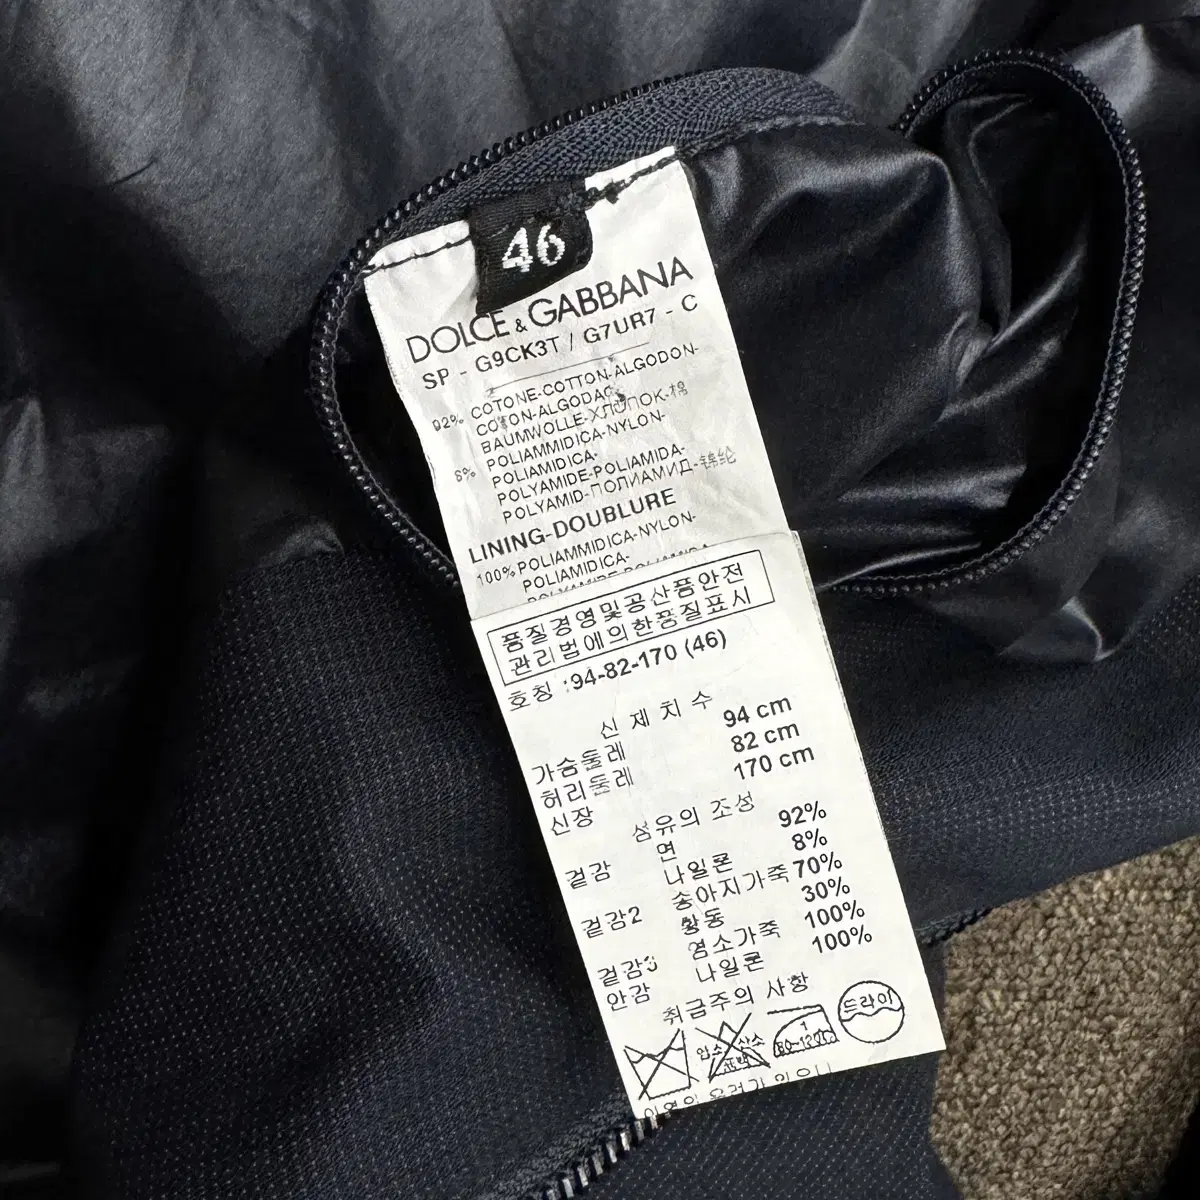 46
DOLCE & GABBANA
SP - G9CK3T / G7UR7 - C
92% COTONE-COTTON-ALGODON-
COTON-ALGODAO-
BAUMWOLLE-ХЛОПОК-棉
8% POLIAMMIDICA-NYLON-
POLIAMIDICA-
POLYAMIDE-POLIAMIDA-
POLYAMID-ПОЛИАМИД-锦纶
LINING-DOUBLURE
100% POLIAMMIDICA-NYLON-
POLIAMIDICA-
품질경영및공산품안전
관리법에의한품질표시
호칭 :94-82-170 (46)
신 체 치 수
가슴둘레 94 cm
허리둘레 82 cm
신장 170 cm
섬유의 조성
겉감 면 92%
나일론 8%
겉감2 송아지가죽 70%
황동 30%
겉감3 염소가죽 100%
안감 나일론 100%
취급주의 사항
드라이